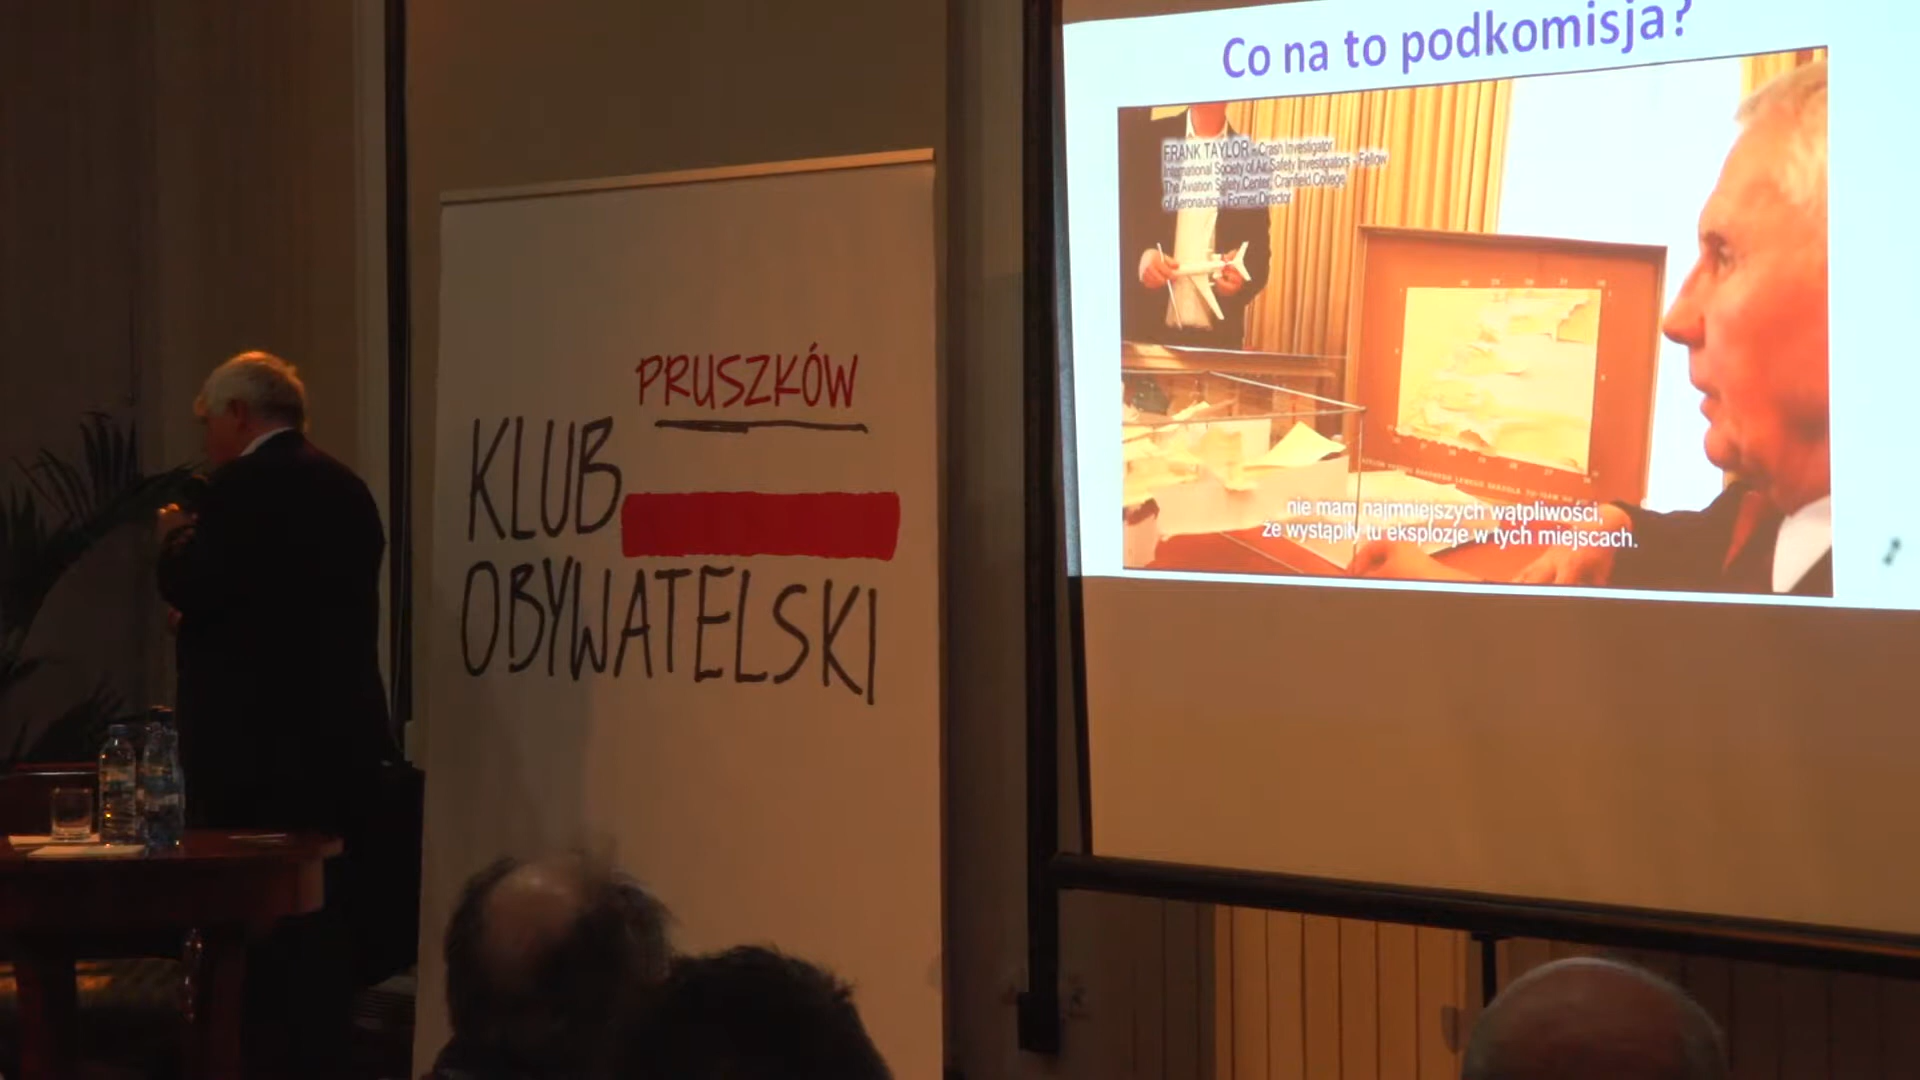 PRUSZKÓW
KLUB
OBYWATELSKI
Co na to podkomisja?
FRANK TAYLOR - Crash Investigator
International Society of Air Safety Investigators - Fellow
The Aviation Safety Center, Cranfield College
of Aeronautics - Former Director
nie mam najmniejszych wątpliwości,
że wystąpiły tu eksplozje w tych miejscach.